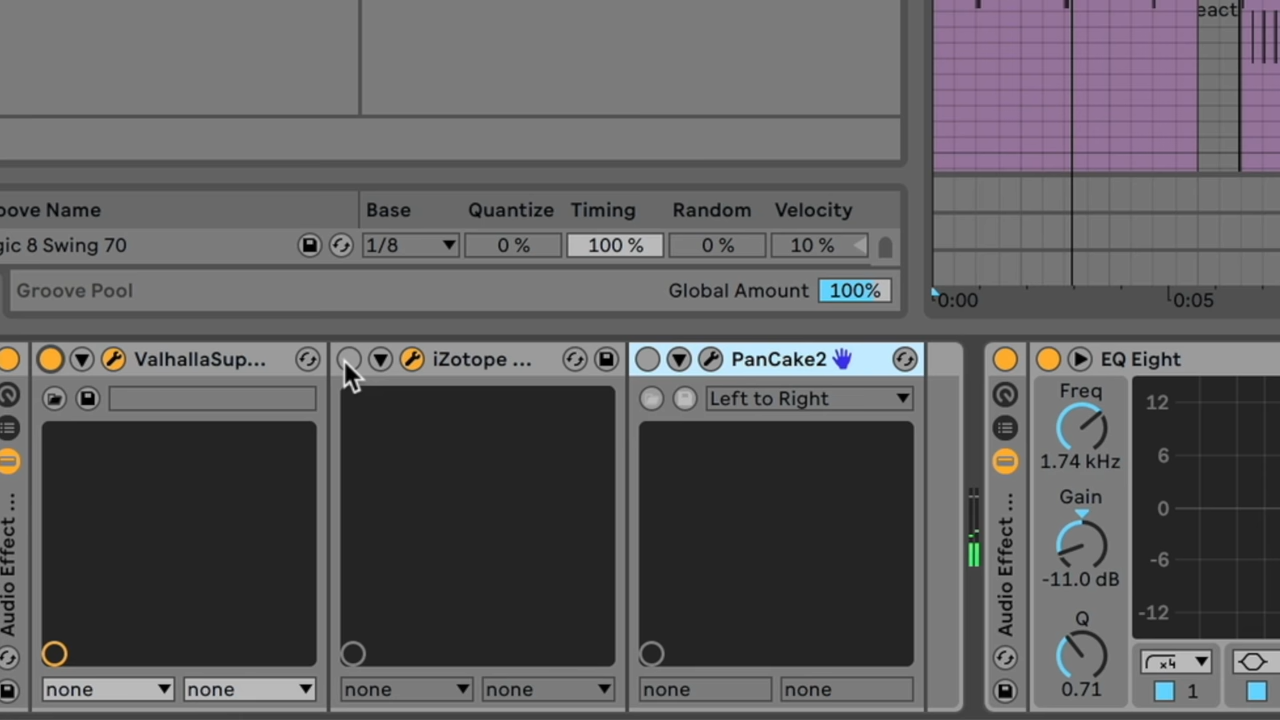 eact
oove Name Base Quantize Timing Random Velocity
gic 8 Swing 70 1/8 0 % 100 % 0 % 10 %
Groove Pool Global Amount 100%
0:00 0:05
ValhallaSup... iZotope ... PanCake2 EQ Eight
Left to Right
Freq
1.74 kHz
Gain
-11.0 dB
Q
0.71
12
6
0
-6
-12
Audio Effect ...
Audio Effect ...
none none none none none none
x4
1